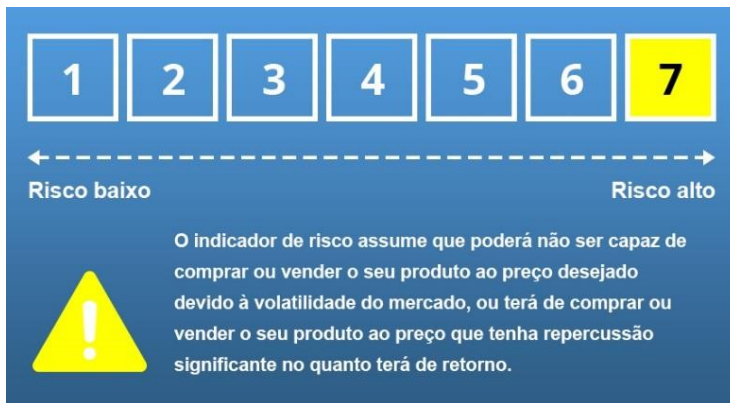 1 2 3 4 5 6 7
Risco baixo Risco alto
O indicador de risco assume que poderá não ser capaz de
comprar ou vender o seu produto ao preço desejado
devido à volatilidade do mercado, ou terá de comprar ou
vender o seu produto ao preço que tenha repercussão
significante no quanto terá de retorno.